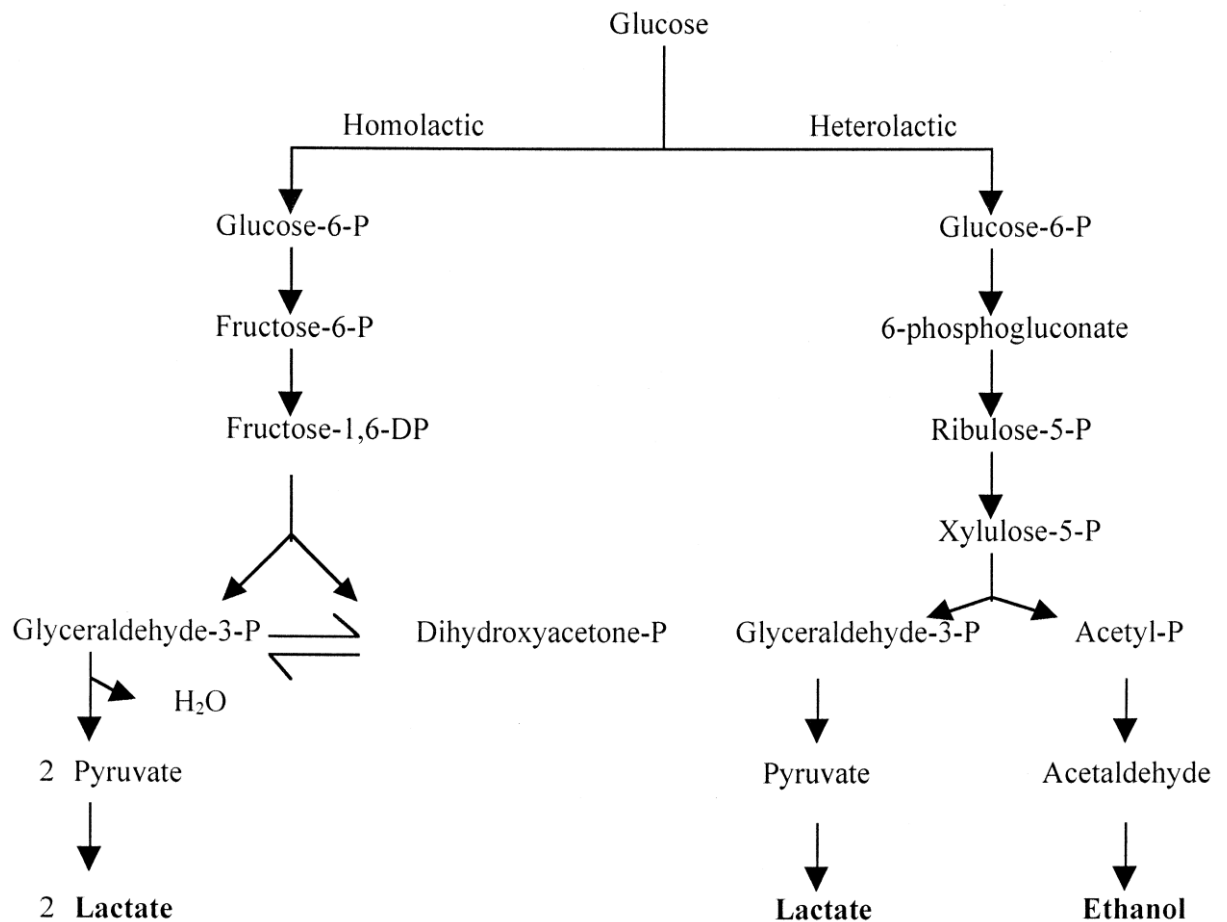 Glucose
Homolactic
Heterolactic
Glucose-6-P
Glucose-6-P
Fructose-6-P
6-phosphogluconate
Fructose-1,6-DP
Ribulose-5-P
Xylulose-5-P
Glyceraldehyde-3-P
Dihydroxyacetone-P
Glyceraldehyde-3-P
Acetyl-P
H₂O
2 Pyruvate
Pyruvate
Acetaldehyde
2 Lactate
Lactate
Ethanol